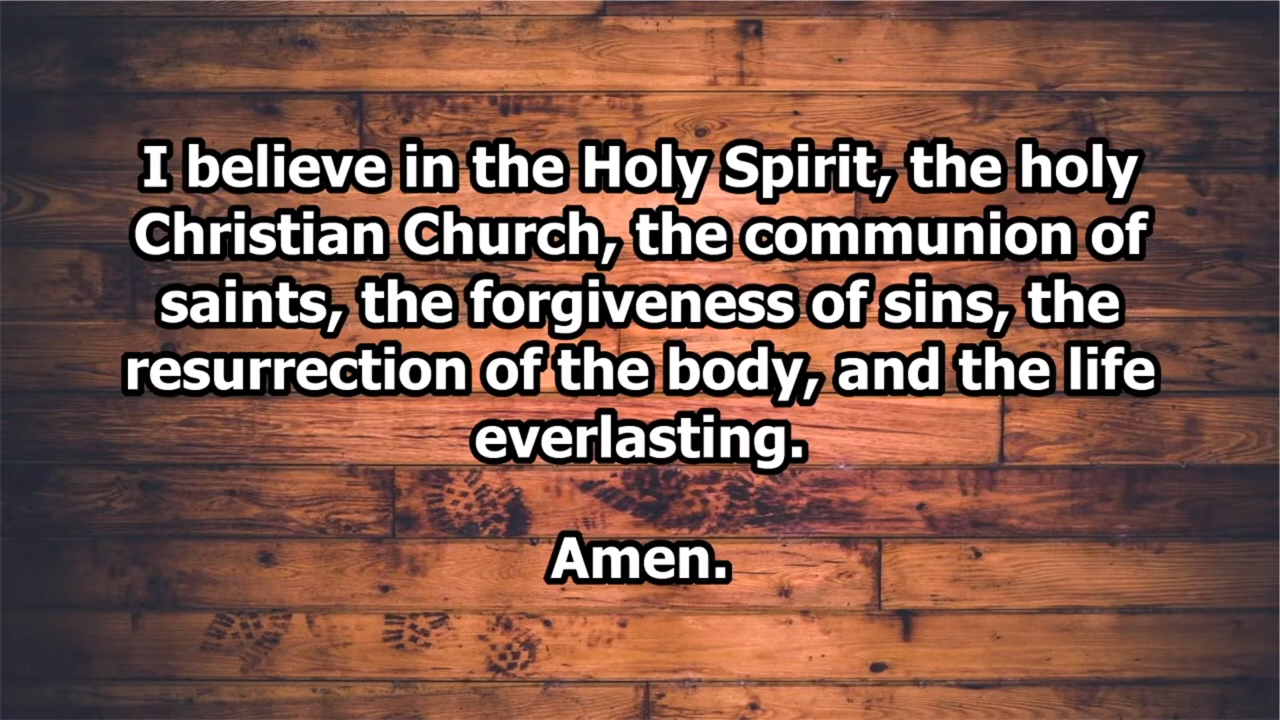 I believe in the Holy Spirit, the holy
Christian Church, the communion of
saints, the forgiveness of sins, the
resurrection of the body, and the life
everlasting.
Amen.